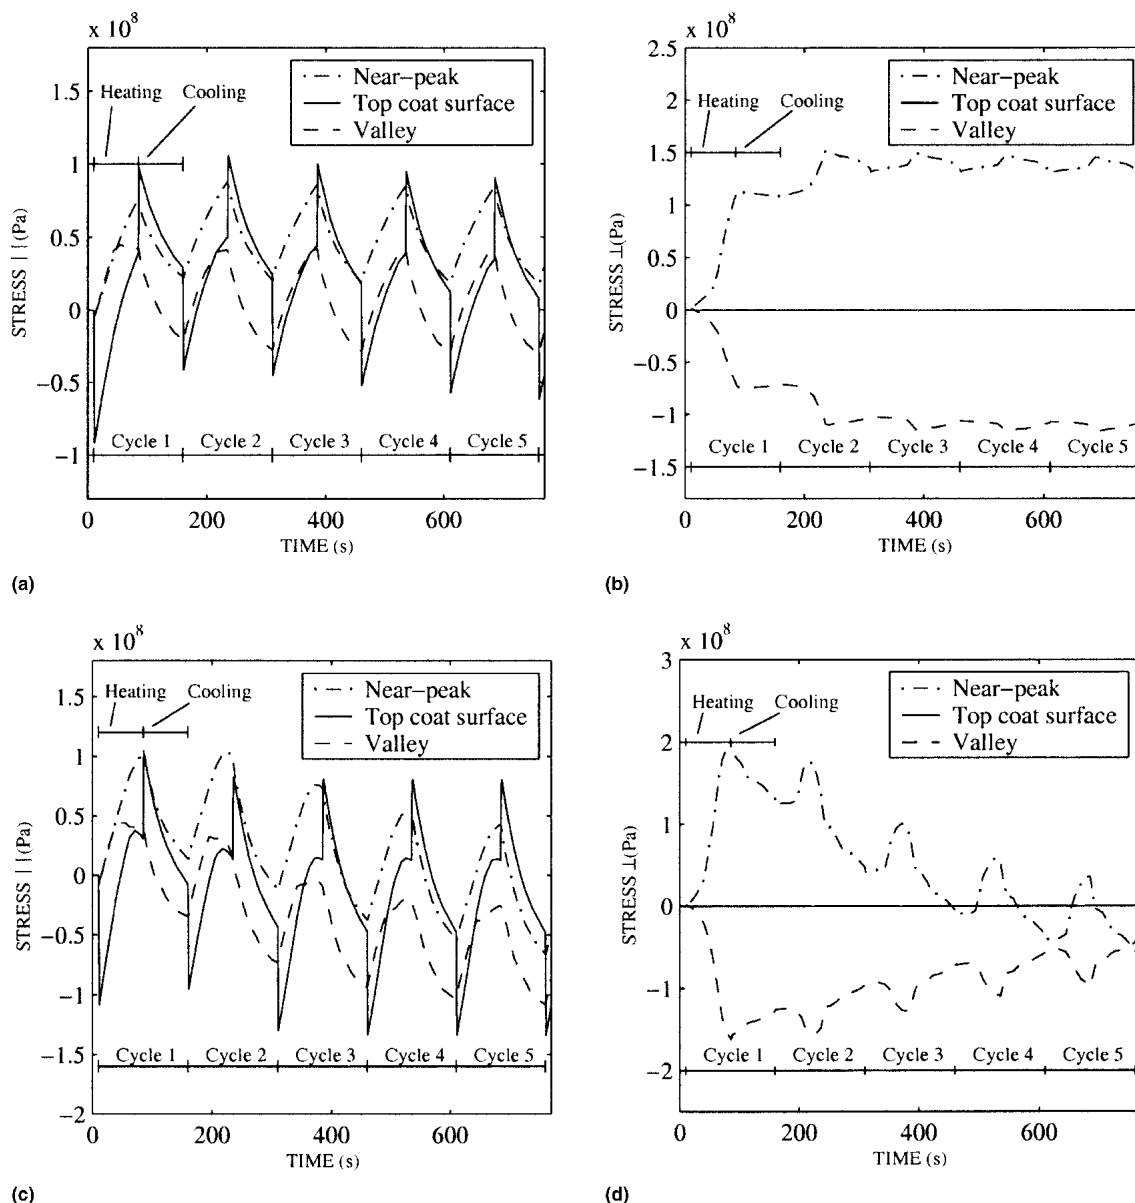 x 10^8
1.5
1
0.5
0
−0.5
−1
STRESS ||(Pa)
Heating
Cooling
Near−peak
Top coat surface
Valley
Cycle 1
Cycle 2
Cycle 3
Cycle 4
Cycle 5
0
200
400
600
TIME (s)
(a)
x 10^8
2.5
2
1.5
1
0.5
0
−0.5
−1
−1.5
STRESS ⊥(Pa)
Heating
Cooling
Near−peak
Top coat surface
Valley
Cycle 1
Cycle 2
Cycle 3
Cycle 4
Cycle 5
0
200
400
600
TIME (s)
(b)
x 10^8
1.5
1
0.5
0
−0.5
−1
−1.5
−2
STRESS ||(Pa)
Heating
Cooling
Near−peak
Top coat surface
Valley
Cycle 1
Cycle 2
Cycle 3
Cycle 4
Cycle 5
0
200
400
600
TIME (s)
(c)
x 10^8
3
2
1
0
−1
−2
STRESS ⊥(Pa)
Heating
Cooling
Near−peak
Top coat surface
Valley
Cycle 1
Cycle 2
Cycle 3
Cycle 4
Cycle 5
0
200
400
600
TIME (s)
(d)